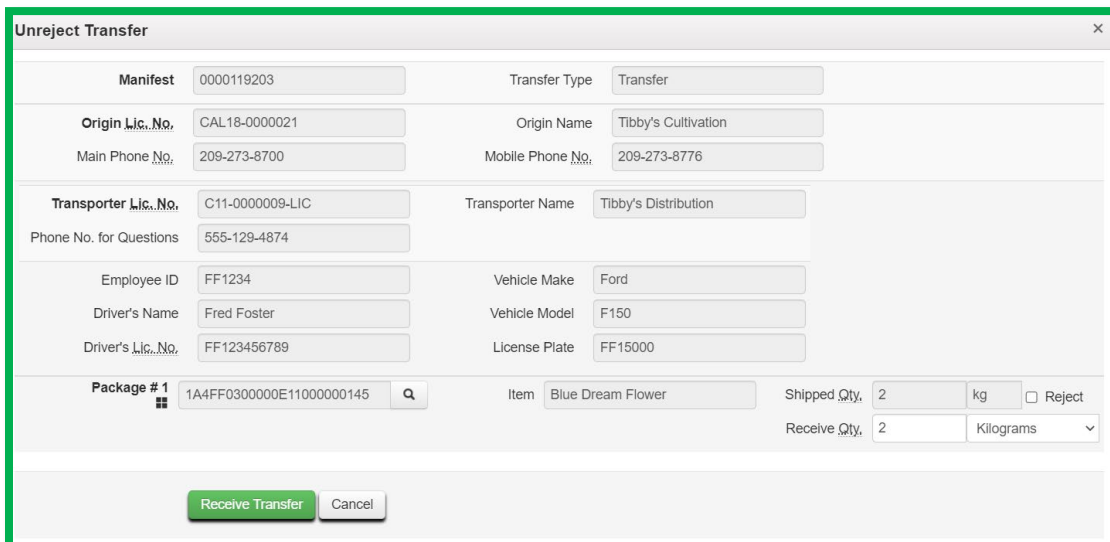 Unreject Transfer ×
Manifest 0000119203 Transfer Type Transfer
Origin Lic. No. CAL18-0000021 Origin Name Tibby's Cultivation
Main Phone No. 209-273-8700 Mobile Phone No. 209-273-8776
Transporter Lic. No. C11-0000009-LIC Transporter Name Tibby's Distribution
Phone No. for Questions 555-129-4874
Employee ID FF1234 Vehicle Make Ford
Driver's Name Fred Foster Vehicle Model F150
Driver's Lic. No. FF123456789 License Plate FF15000
Package # 1 1A4FF0300000E11000000145 Item Blue Dream Flower Shipped Qty. 2 kg Reject
Receive Qty. 2 Kilograms
Receive Transfer Cancel